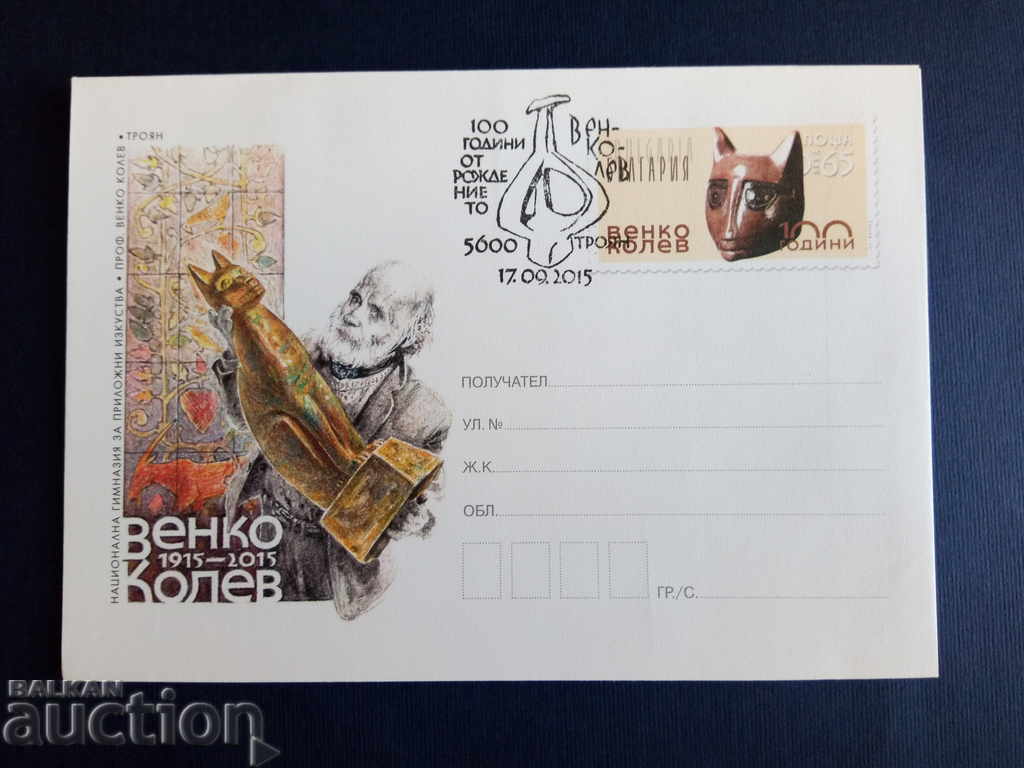 100
ГОДИНИ
ОТ
РОЖДЕ
НИЕ
ТО
5600
ВЕН-
КО-
ЛЕВ
ТРОЯН
17.09.2015
БЪЛГАРИЯ
ПОЩА
0.65
ВЕНКО
КОЛЕВ
100
ГОДИНИ
НАЦИОНАЛНА ГИМНАЗИЯ ЗА ПРИЛОЖНИ ИЗКУСТВА • ПРОФ. ВЕНКО КОЛЕВ • ТРОЯН
ВЕНКО
1915–2015
КОЛЕВ
ПОЛУЧАТЕЛ
УЛ. №
Ж.К.
ОБЛ.
ГР./С.
BALKAN
auction